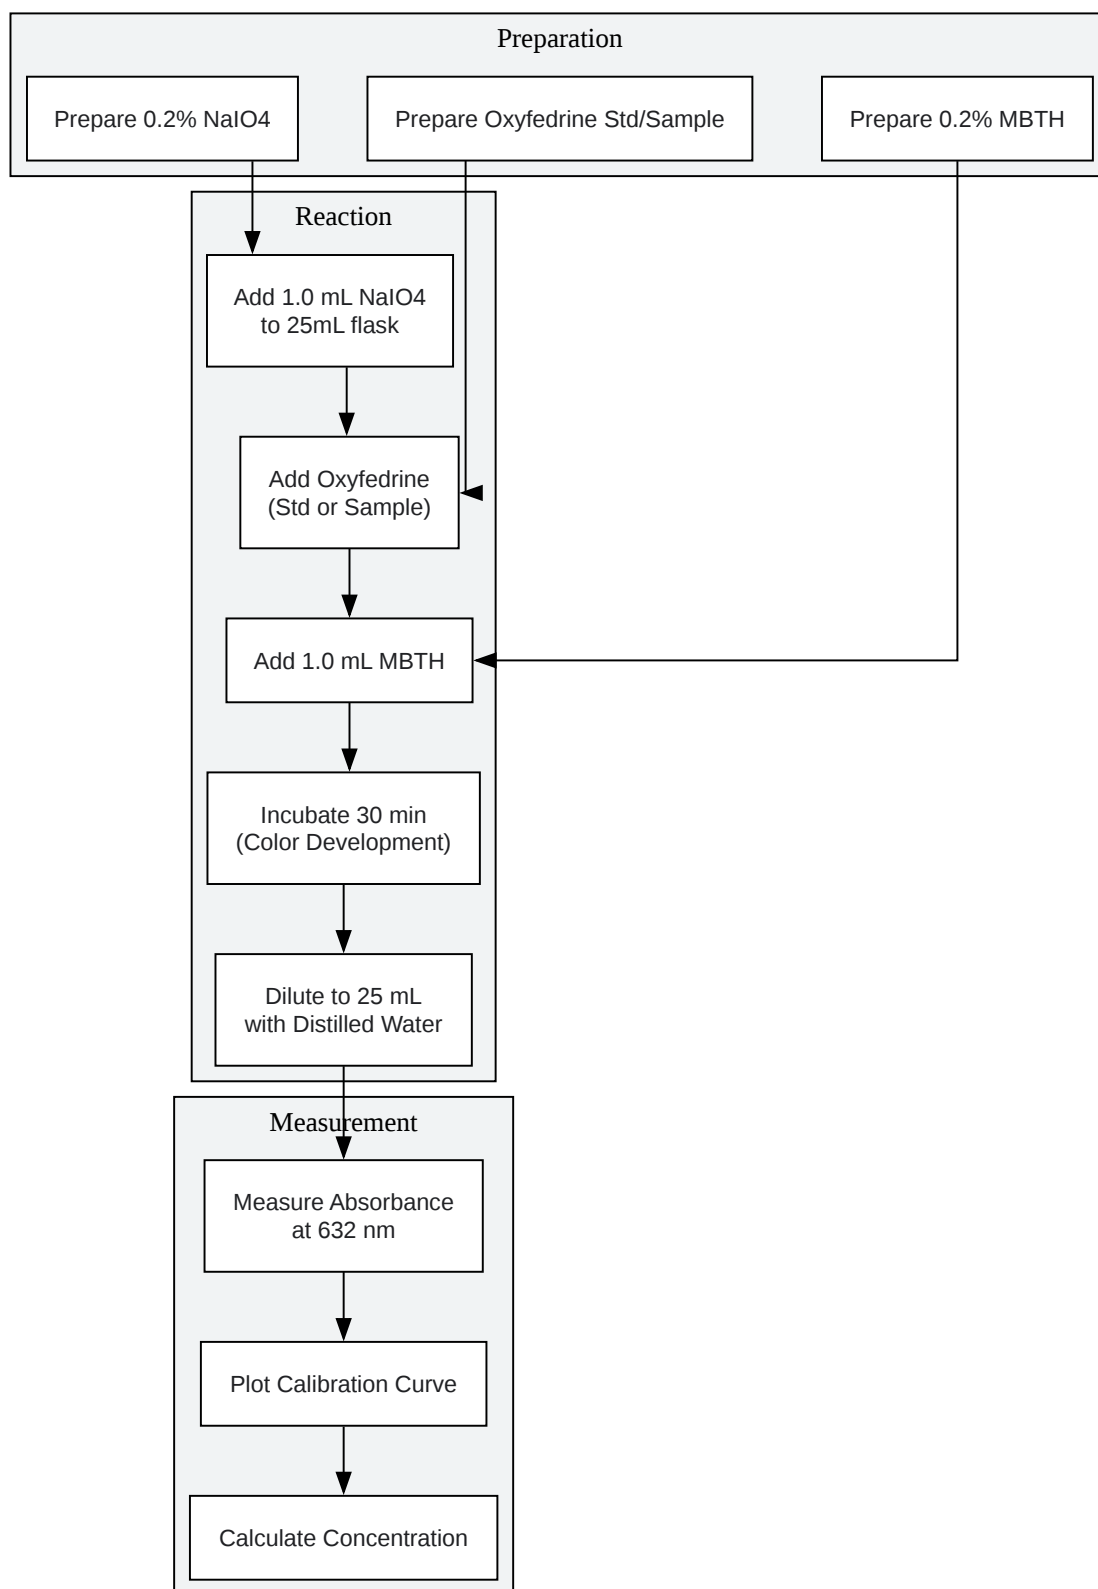 Preparation
Prepare 0.2% NaIO4
Prepare Oxyfedrine Std/Sample
Prepare 0.2% MBTH
Reaction
Add 1.0 mL NaIO4
to 25mL flask
Add Oxyfedrine
(Std or Sample)
Add 1.0 mL MBTH
Incubate 30 min
(Color Development)
Dilute to 25 mL
with Distilled Water
Measurement
Measure Absorbance
at 632 nm
Plot Calibration Curve
Calculate Concentration